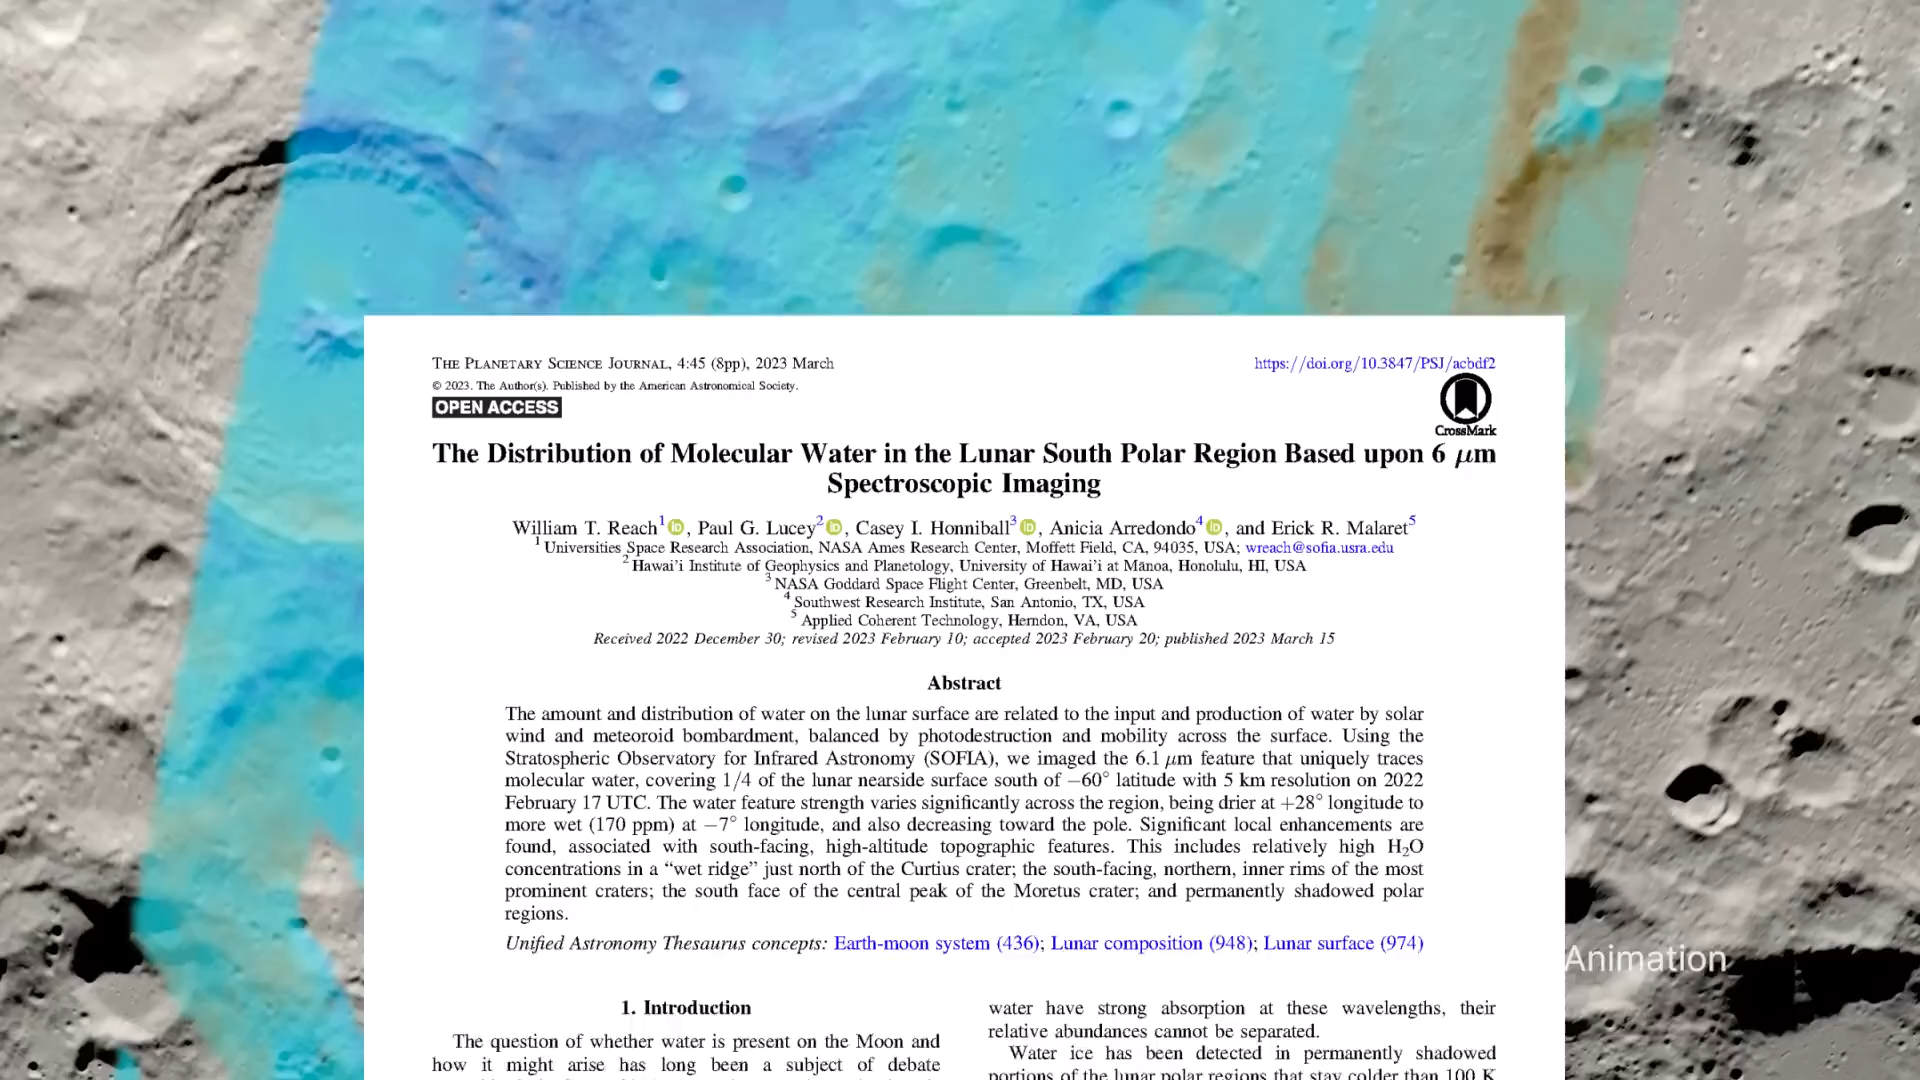 THE PLANETARY SCIENCE JOURNAL, 4:45 (8pp), 2023 March
https://doi.org/10.3847/PSJ/acbdf2
© 2023. The Author(s). Published by the American Astronomical Society.
OPEN ACCESS
CrossMark
The Distribution of Molecular Water in the Lunar South Polar Region Based upon 6 μm
Spectroscopic Imaging
William T. Reach1, Paul G. Lucey2, Casey I. Honniball3, Anicia Arredondo4, and Erick R. Malaret5
1 Universities Space Research Association, NASA Ames Research Center, Moffett Field, CA, 94035, USA; wreach@sofia.usra.edu
2 Hawai'i Institute of Geophysics and Planetology, University of Hawai'i at Mānoa, Honolulu, HI, USA
3 NASA Goddard Space Flight Center, Greenbelt, MD, USA
4 Southwest Research Institute, San Antonio, TX, USA
5 Applied Coherent Technology, Herndon, VA, USA
Received 2022 December 30; revised 2023 February 10; accepted 2023 February 20; published 2023 March 15
Abstract
The amount and distribution of water on the lunar surface are related to the input and production of water by solar
wind and meteoroid bombardment, balanced by photodestruction and mobility across the surface. Using the
Stratospheric Observatory for Infrared Astronomy (SOFIA), we imaged the 6.1 μm feature that uniquely traces
molecular water, covering 1/4 of the lunar nearside surface south of −60° latitude with 5 km resolution on 2022
February 17 UTC. The water feature strength varies significantly across the region, being drier at +28° longitude to
more wet (170 ppm) at −7° longitude, and also decreasing toward the pole. Significant local enhancements are
found, associated with south-facing, high-altitude topographic features. This includes relatively high H2O
concentrations in a “wet ridge” just north of the Curtius crater; the south-facing, northern, inner rims of the most
prominent craters; the south face of the central peak of the Moretus crater; and permanently shadowed polar
regions.
Unified Astronomy Thesaurus concepts: Earth-moon system (436); Lunar composition (948); Lunar surface (974)
Animation
1. Introduction
The question of whether water is present on the Moon and
how it might arise has long been a subject of debate
water have strong absorption at these wavelengths, their
relative abundances cannot be separated.
Water ice has been detected in permanently shadowed
portions of the lunar polar regions that stay colder than 100 K